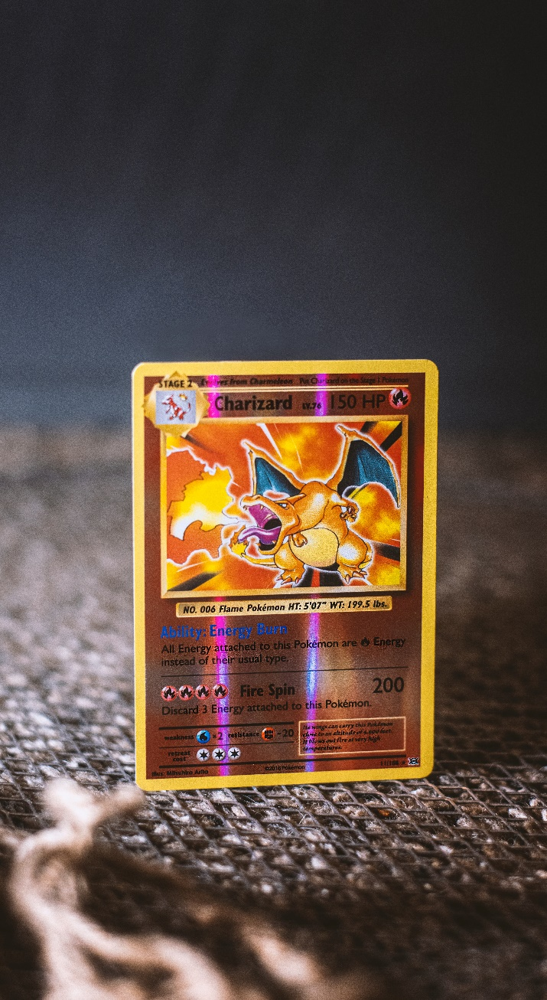 STAGE 2 Evolves from Charmeleon Put Charizard on the Stage 1 Pokémon
Charizard LV.76 150 HP
NO. 006 Flame Pokémon HT: 5'07" WT: 199.5 lbs.
Ability: Energy Burn
All Energy attached to this Pokémon are Energy
instead of their usual type.
Fire Spin 200
Discard 3 Energy attached to this Pokémon.
weakness ×2 resistance -20
retreat
cost
Its wings can carry this Pokémon
close to an altitude of 4,600 feet.
It blows out fire at very high
temperatures.
Illus. Mitsuhiro Arita ©2016 Pokémon 11/108